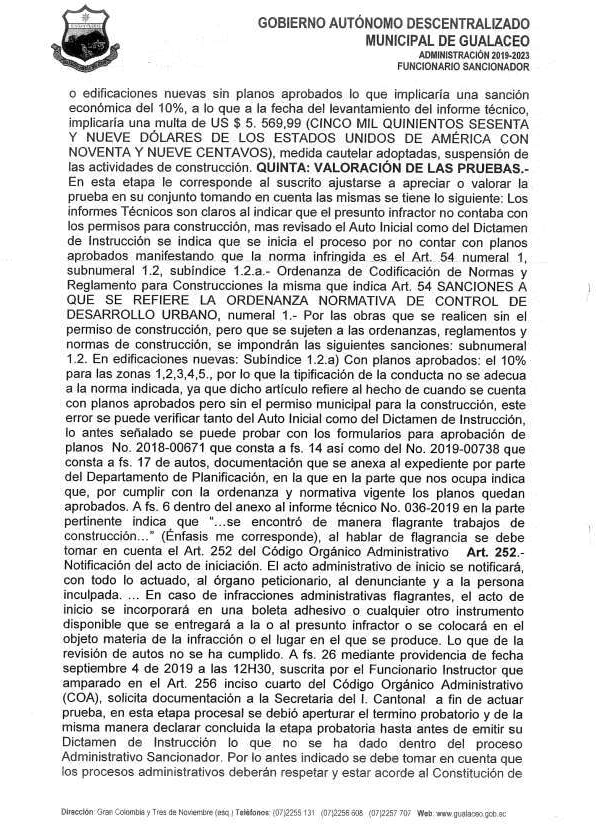 GOBIERNO AUTÓNOMO DESCENTRALIZADO
MUNICIPAL DE GUALACEO
ADMINISTRACIÓN 2019-2023
FUNCIONARIO SANCIONADOR
o edificaciones nuevas sin planos aprobados lo que implicaría una sanción
económica del 10%, a lo que a la fecha del levantamiento del informe técnico,
implicaría una multa de US $ 5. 569,99 (CINCO MIL QUINIENTOS SESENTA
Y NUEVE DÓLARES DE LOS ESTADOS UNIDOS DE AMÉRICA CON
NOVENTA Y NUEVE CENTAVOS), medida cautelar adoptadas, suspensión de
las actividades de construcción. QUINTA: VALORACIÓN DE LAS PRUEBAS.-
En esta etapa le corresponde al suscrito ajustarse a apreciar o valorar la
prueba en su conjunto tomando en cuenta las mismas se tiene lo siguiente: Los
informes Técnicos son claros al indicar que el presunto infractor no contaba con
los permisos para construcción, mas revisado el Auto Inicial como del Dictamen
de Instrucción se indica que se inicia el proceso por no contar con planos
aprobados manifestando que la norma infringida es el Art. 54 numeral 1,
subnumeral 1.2, subíndice 1.2.a.- Ordenanza de Codificación de Normas y
Reglamento para Construcciones la misma que indica Art. 54 SANCIONES A
QUE SE REFIERE LA ORDENANZA NORMATIVA DE CONTROL DE
DESARROLLO URBANO, numeral 1.- Por las obras que se realicen sin el
permiso de construcción, pero que se sujeten a las ordenanzas, reglamentos y
normas de construcción, se impondrán las siguientes sanciones: subnumeral
1.2. En edificaciones nuevas: Subíndice 1.2.a) Con planos aprobados: el 10%
para las zonas 1,2,3,4,5., por lo que la tipificación de la conducta no se adecua
a la norma indicada, ya que dicho artículo refiere al hecho de cuando se cuenta
con planos aprobados pero sin el permiso municipal para la construcción, este
error se puede verificar tanto del Auto Inicial como del Dictamen de Instrucción,
lo antes señalado se puede probar con los formularios para aprobación de
planos No. 2018-00671 que consta a fs. 14 así como del No. 2019-00738 que
consta a fs. 17 de autos, documentación que se anexa al expediente por parte
del Departamento de Planificación, en la que en la parte que nos ocupa indica
que, por cumplir con la ordenanza y normativa vigente los planos quedan
aprobados. A fs. 6 dentro del anexo al informe técnico No. 036-2019 en la parte
pertinente indica que “…se encontró de manera flagrante trabajos de
construcción…” (Énfasis me corresponde), al hablar de flagrancia se debe
tomar en cuenta el Art. 252 del Código Orgánico Administrativo Art. 252.-
Notificación del acto de iniciación. El acto administrativo de inicio se notificará,
con todo lo actuado, al órgano peticionario, al denunciante y a la persona
inculpada. … En caso de infracciones administrativas flagrantes, el acto de
inicio se incorporará en una boleta adhesivo o cualquier otro instrumento
disponible que se entregará a la o al presunto infractor o se colocará en el
objeto materia de la infracción o el lugar en el que se produce. Lo que de la
revisión de autos no se ha cumplido. A fs. 26 mediante providencia de fecha
septiembre 4 de 2019 a las 12H30, suscrita por el Funcionario Instructor que
amparado en el Art. 256 inciso cuarto del Código Orgánico Administrativo
(COA), solicita documentación a la Secretaria del I. Cantonal a fin de actuar
prueba, en esta etapa procesal se debió aperturar el termino probatorio y de la
misma manera declarar concluida la etapa probatoria hasta antes de emitir su
Dictamen de Instrucción lo que no se ha dado dentro del proceso
Administrativo Sancionador. Por lo antes indicado se debe tomar en cuenta que
los procesos administrativos deberán respetar y estar acorde al Constitución de
Dirección: Gran Colombia y Tres de Noviembre (esq.) Teléfonos: (07)2255 131 (07)2256 608 (07)2257 707 Web: www.gualaceo.gob.ec